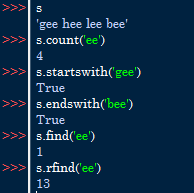 >>> s
'gee hee lee bee'
>>> s.count('ee')
4
>>> s.startswith('gee')
True
>>> s.endswith('bee')
True
>>> s.find('ee')
1
>>> s.rfind('ee')
13